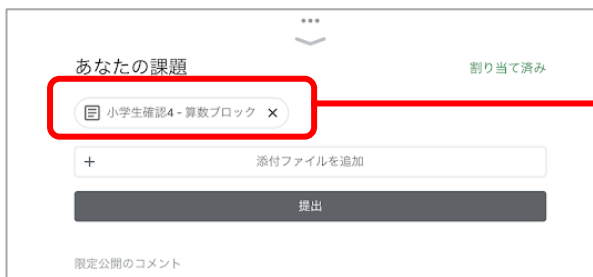 あなたの課題
割り当て済み
小学生確認4 - 算数ブロック ×
+ 添付ファイルを追加
提出
限定公開のコメント